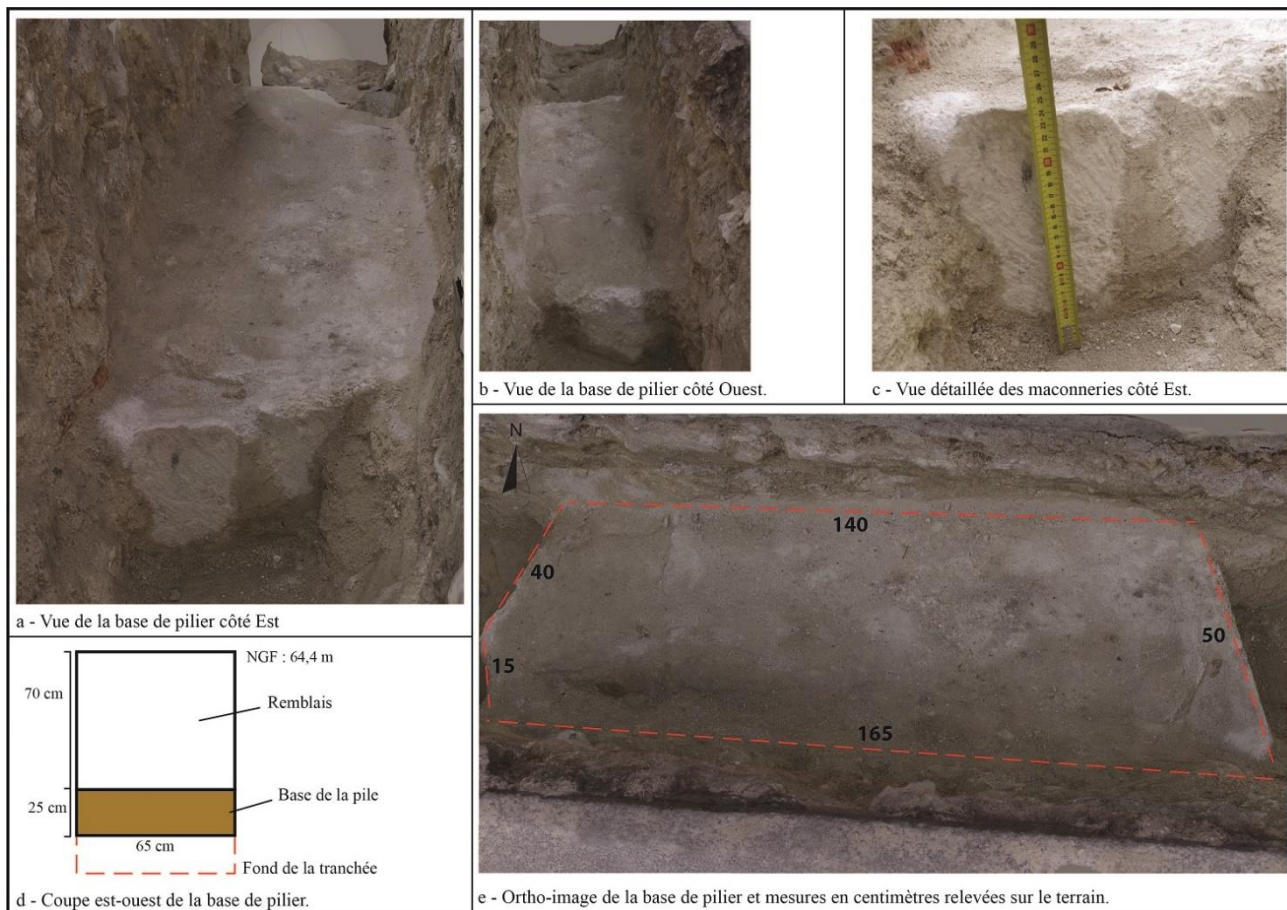 a - Vue de la base de pilier côté Est
b - Vue de la base de pilier côté Ouest.
c - Vue détaillée des maconneries côté Est.
NGF : 64,4 m
70 cm
Remblais
25 cm
Base de la pile
65 cm
Fond de la tranchée
d - Coupe est-ouest de la base de pilier.
N
140
40
50
15
165
e - Ortho-image de la base de pilier et mesures en centimètres relevées sur le terrain.